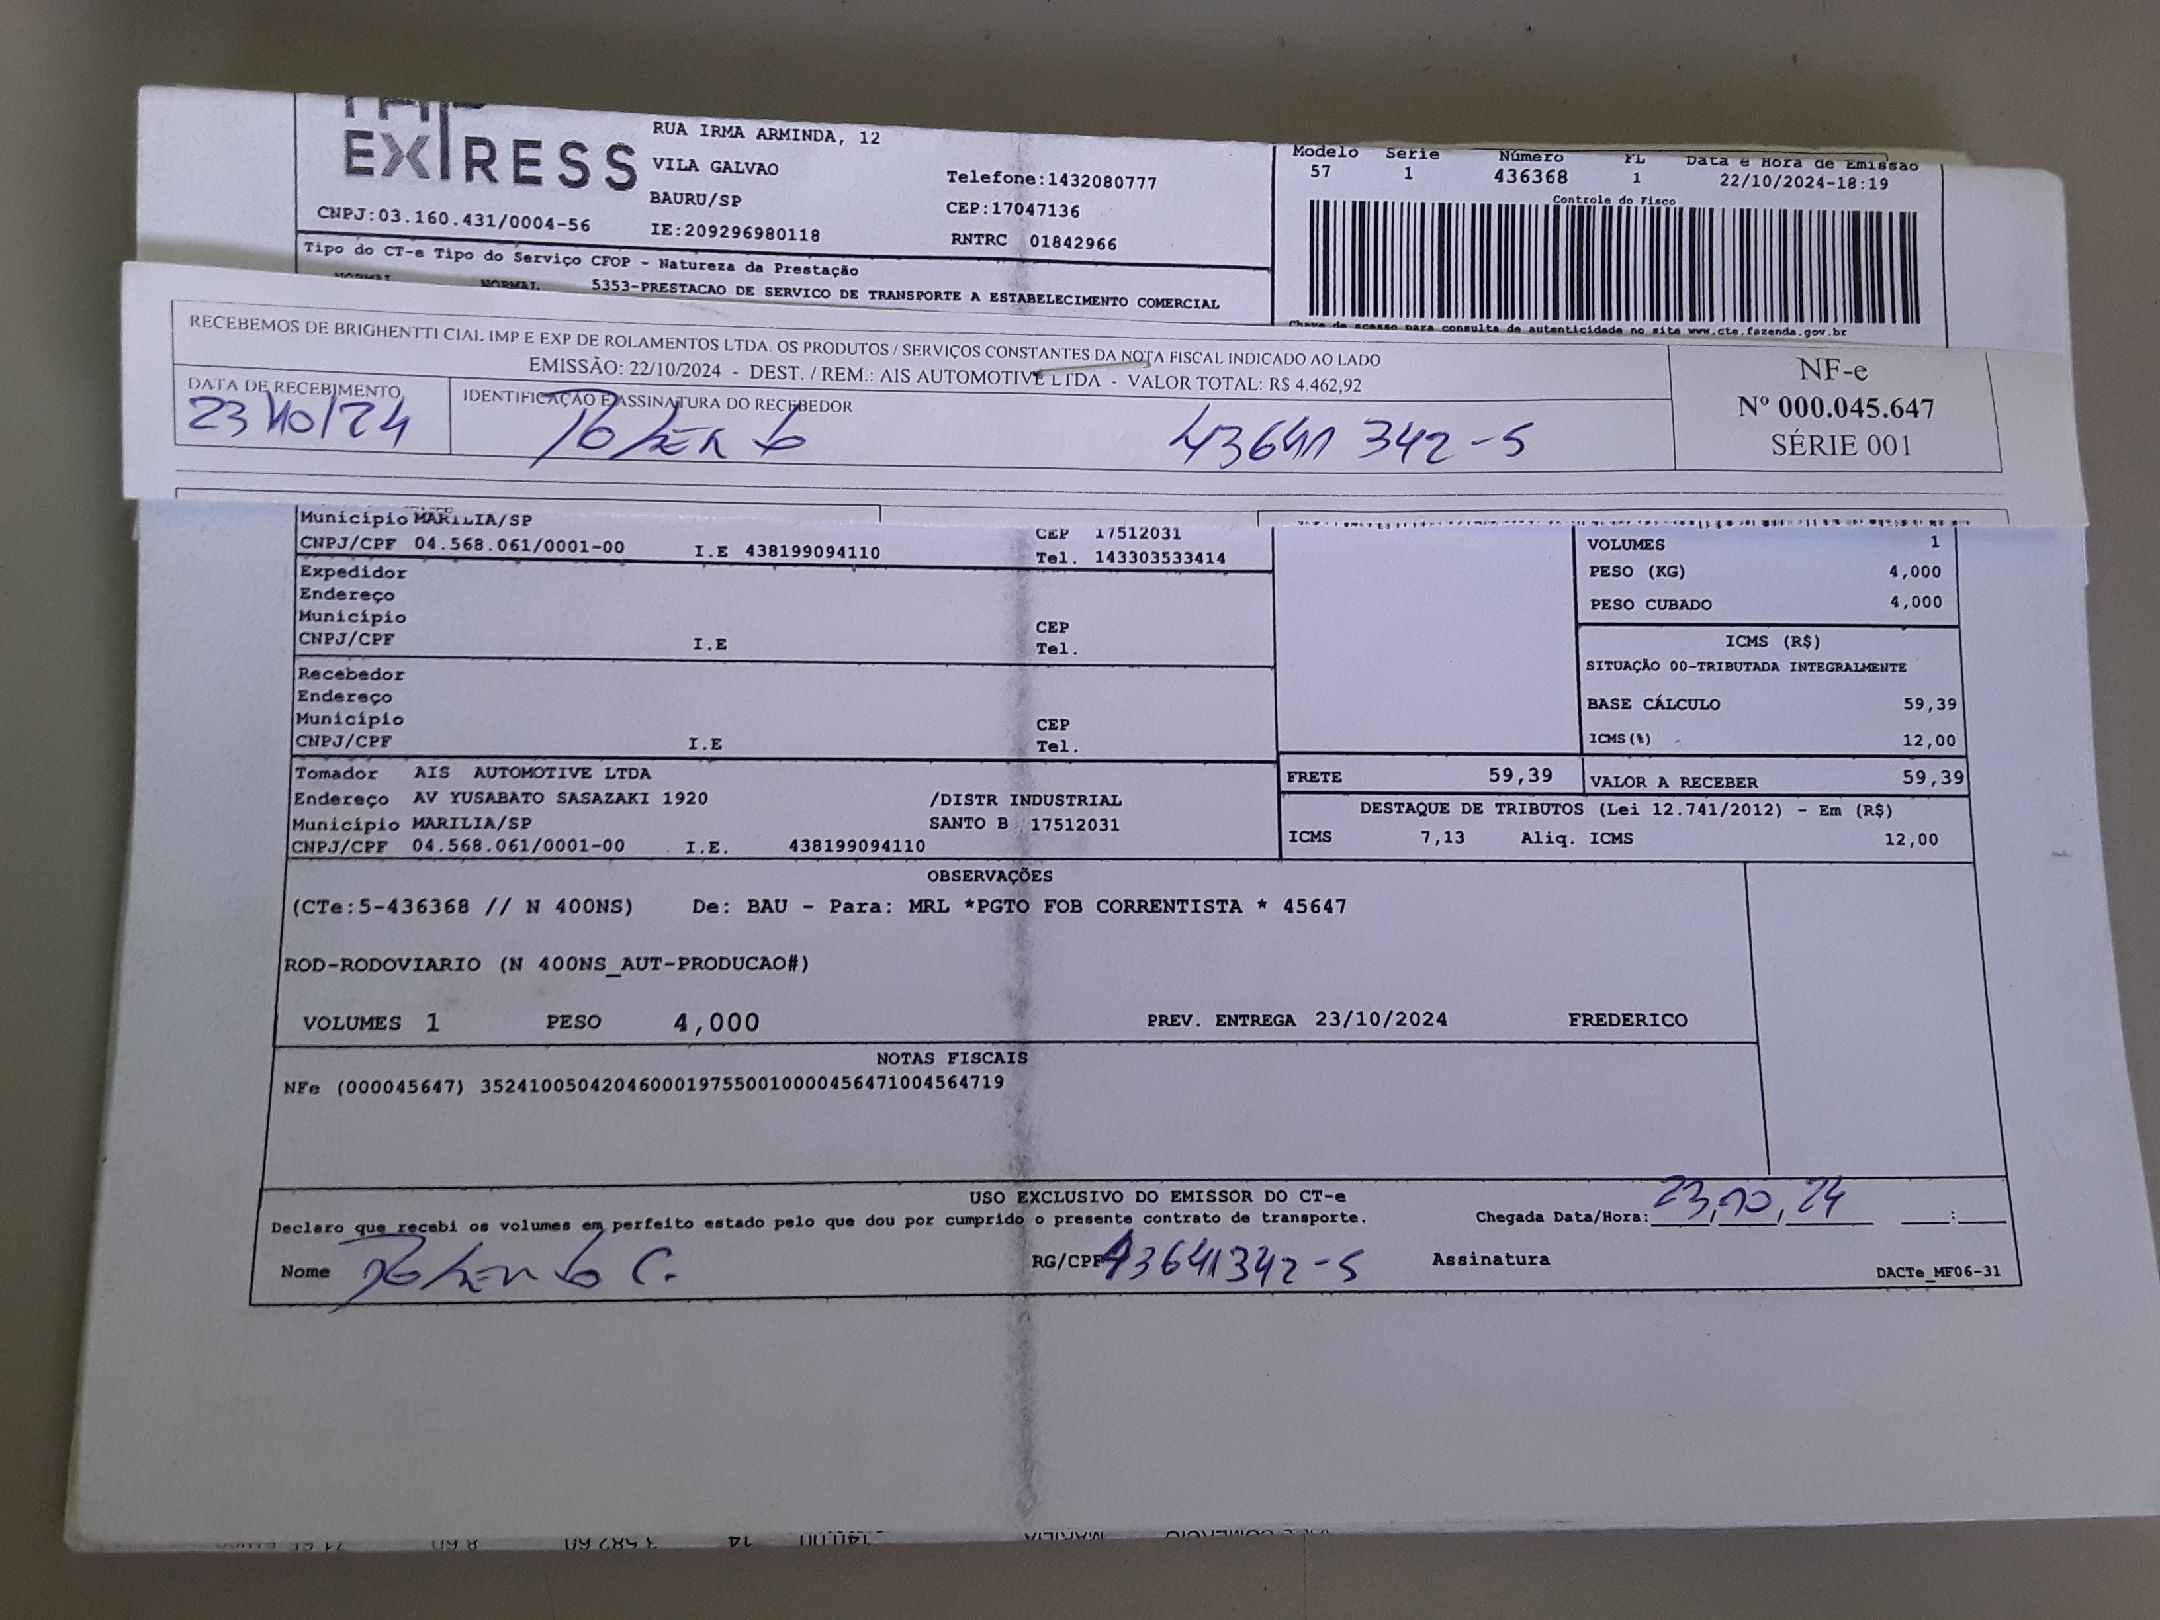 EXPRESS
RUA IRMA ARMINDA, 12
VILA GALVAO
BAURU/SP
IE:209296980118
Telefone:1432080777
CEP:17047136
RNTRC 01842966
CNPJ:03.160.431/0004-56
Modelo Serie Número FL Data e Hora de Emissão
57 1 436368 1 22/10/2024-18:19
Controle do Fisco
Tipo do CT-e Tipo do Serviço CFOP - Natureza da Prestação
NORMAL NORMAL 5353-PRESTACAO DE SERVICO DE TRANSPORTE A ESTABELECIMENTO COMERCIAL
Chave de acesso para consulta de autenticidade no site www.cte.fazenda.gov.br
RECEBEMOS DE BRIGHENTTI CIAL IMP E EXP DE ROLAMENTOS LTDA. OS PRODUTOS / SERVIÇOS CONSTANTES DA NOTA FISCAL INDICADO AO LADO
EMISSÃO: 22/10/2024 - DEST. / REM.: AIS AUTOMOTIVE LTDA - VALOR TOTAL: R$ 4.462,92
DATA DE RECEBIMENTO
23/10/24
IDENTIFICAÇÃO E ASSINATURA DO RECEBEDOR
43641342-5
NF-e
Nº 000.045.647
SÉRIE 001
Município MARILIA/SP CEP 17512031
CNPJ/CPF 04.568.061/0001-00 I.E 438199094110 Tel. 143303533414
Expedidor
Endereço
Município CEP
CNPJ/CPF I.E Tel.
Recebedor
Endereço
Município CEP
CNPJ/CPF I.E Tel.
Tomador AIS AUTOMOTIVE LTDA
Endereço AV YUSABATO SASAZAKI 1920 /DISTR INDUSTRIAL
Município MARILIA/SP SANTO B 17512031
CNPJ/CPF 04.568.061/0001-00 I.E. 438199094110
VOLUMES 1
PESO (KG) 4,000
PESO CUBADO 4,000
ICMS (R$)
SITUAÇÃO 00-TRIBUTADA INTEGRALMENTE
BASE CÁLCULO 59,39
ICMS(%) 12,00
FRETE 59,39 VALOR A RECEBER 59,39
DESTAQUE DE TRIBUTOS (Lei 12.741/2012) - Em (R$)
ICMS 7,13 Aliq. ICMS 12,00
OBSERVAÇÕES
(CTe:5-436368 // N 400NS) De: BAU - Para: MRL *PGTO FOB CORRENTISTA * 45647
ROD-RODOVIARIO (N 400NS_AUT-PRODUCAO#)
VOLUMES 1 PESO 4,000 PREV. ENTREGA 23/10/2024 FREDERICO
NOTAS FISCAIS
NFe (000045647) 35241005042046000197550010000456471004564719
USO EXCLUSIVO DO EMISSOR DO CT-e
Declaro que recebi os volumes em perfeito estado pelo que dou por cumprido o presente contrato de transporte.
Chegada Data/Hora: 23,10,24 :
Nome
RG/CPF 43641342-5 Assinatura
DACTe_MF06-31